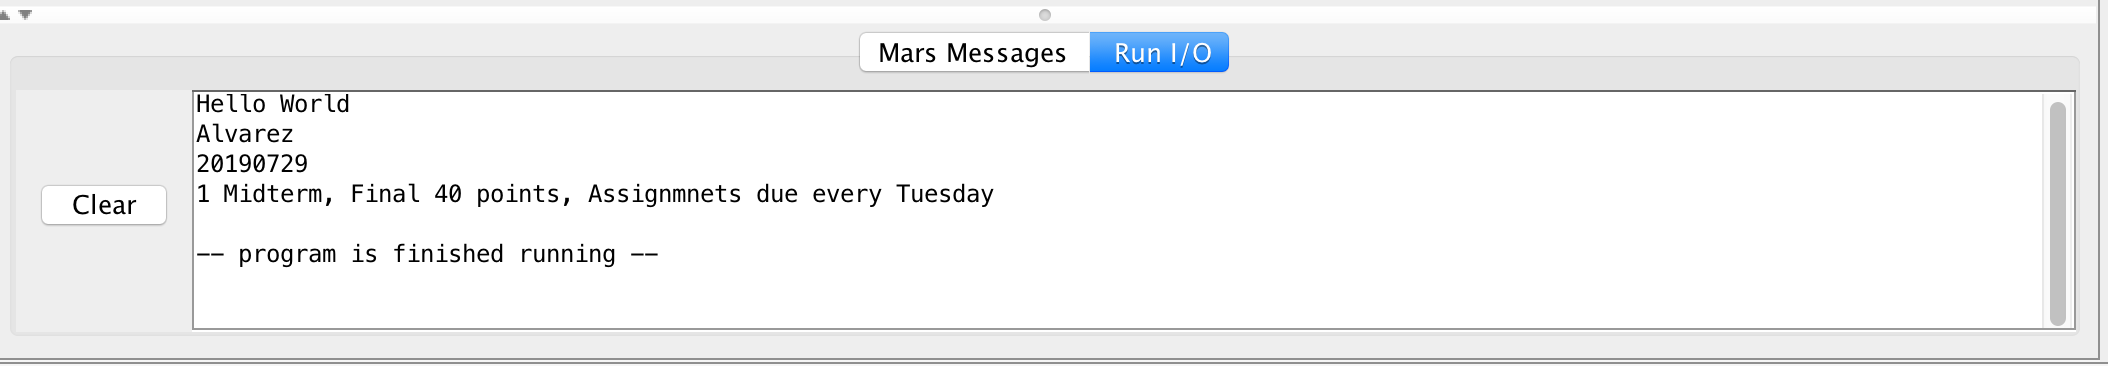 Mars Messages Run I/O
Clear
Hello World
Alvarez
20190729
1 Midterm, Final 40 points, Assignmnets due every Tuesday
-- program is finished running --